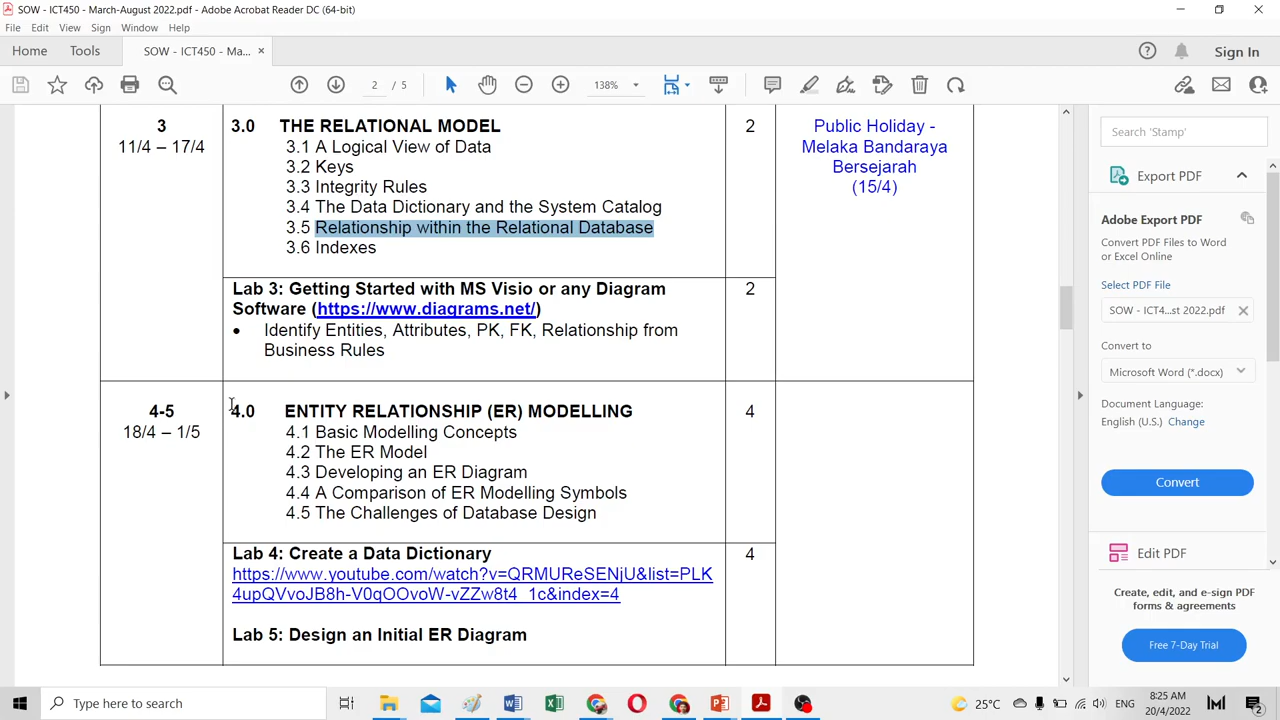 SOW - ICT450 - March-August 2022.pdf - Adobe Acrobat Reader DC (64-bit)
File Edit View Sign Window Help
Home Tools SOW - ICT450 - Ma... × Sign In
2 / 5 138%
3 3.0 THE RELATIONAL MODEL 2 Public Holiday -
11/4 – 17/4 3.1 A Logical View of Data Melaka Bandaraya
3.2 Keys Bersejarah
3.3 Integrity Rules (15/4)
3.4 The Data Dictionary and the System Catalog
3.5 Relationship within the Relational Database
3.6 Indexes
Lab 3: Getting Started with MS Visio or any Diagram 2
Software (https://www.diagrams.net/)
• Identify Entities, Attributes, PK, FK, Relationship from
Business Rules
4-5 4.0 ENTITY RELATIONSHIP (ER) MODELLING 4
18/4 – 1/5 4.1 Basic Modelling Concepts
4.2 The ER Model
4.3 Developing an ER Diagram
4.4 A Comparison of ER Modelling Symbols
4.5 The Challenges of Database Design
Lab 4: Create a Data Dictionary 4
https://www.youtube.com/watch?v=QRMUReSENjU&list=PLK
4upQVvoJB8h-V0qOOvoW-vZZw8t4_1c&index=4
Lab 5: Design an Initial ER Diagram
Search 'Stamp'
Export PDF
Adobe Export PDF
Convert PDF Files to Word
or Excel Online
Select PDF File
SOW - ICT4...st 2022.pdf
Convert to
Microsoft Word (*.docx)
Document Language:
English (U.S.) Change
Convert
Edit PDF
Create, edit, and e-sign PDF
forms & agreements
Free 7-Day Trial
Type here to search
25°C ENG 8:25 AM
20/4/2022 2